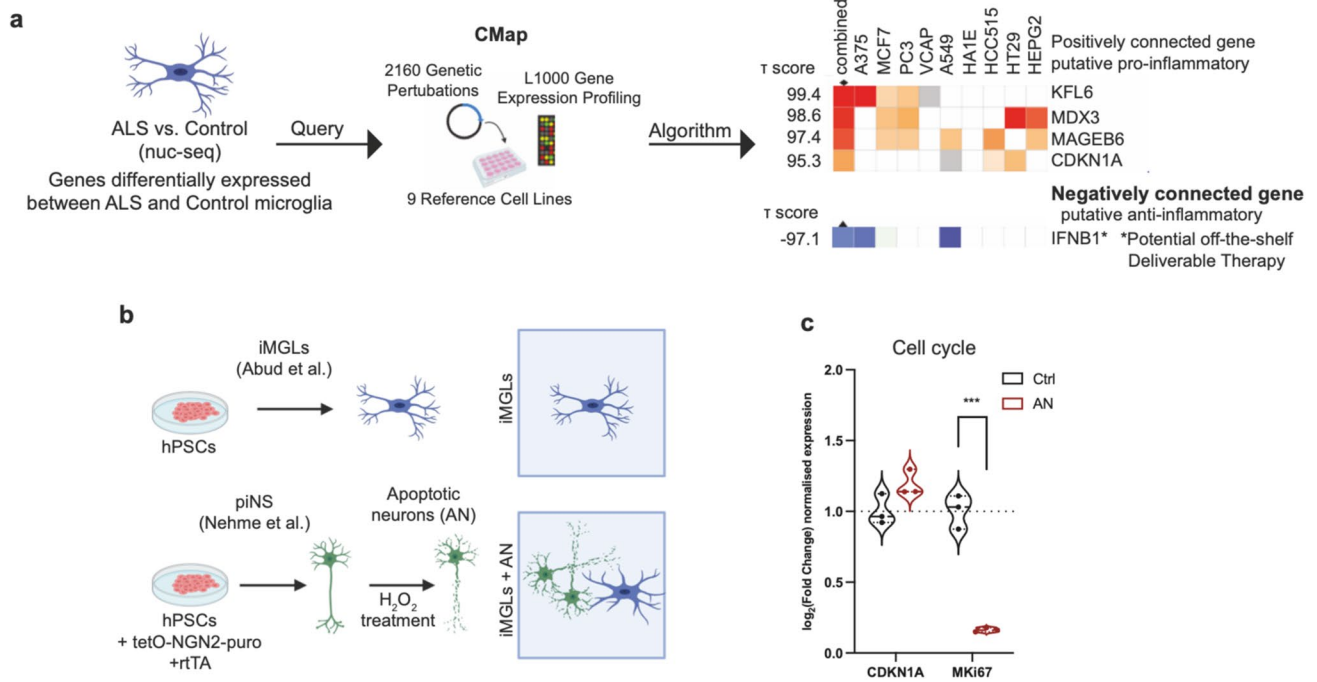 a
ALS vs. Control
(nuc-seq)
Genes differentially expressed
between ALS and Control microglia
Query
CMap
2160 Genetic
Pertubations
L1000 Gene
Expression Profiling
9 Reference Cell Lines
Algorithm
combined
A375
MCF7
PC3
VCAP
A549
HA1E
HCC515
HT29
HEPG2
Positively connected gene
putative pro-inflammatory
τ score
99.4
KFL6
98.6
MDX3
97.4
MAGEB6
95.3
CDKN1A
Negatively connected gene
putative anti-inflammatory
τ score
-97.1
IFNB1* *Potential off-the-shelf
Deliverable Therapy
b
iMGLs
(Abud et al.)
hPSCs
iMGLs
piNS
(Nehme et al.)
Apoptotic
neurons (AN)
H₂O₂
treatment
hPSCs
+ tetO-NGN2-puro
+rtTA
iMGLs + AN
c
Cell cycle
Ctrl
AN
***
log₂(Fold Change) normalised expression
2.0
1.5
1.0
0.5
0.0
CDKN1A
MKi67